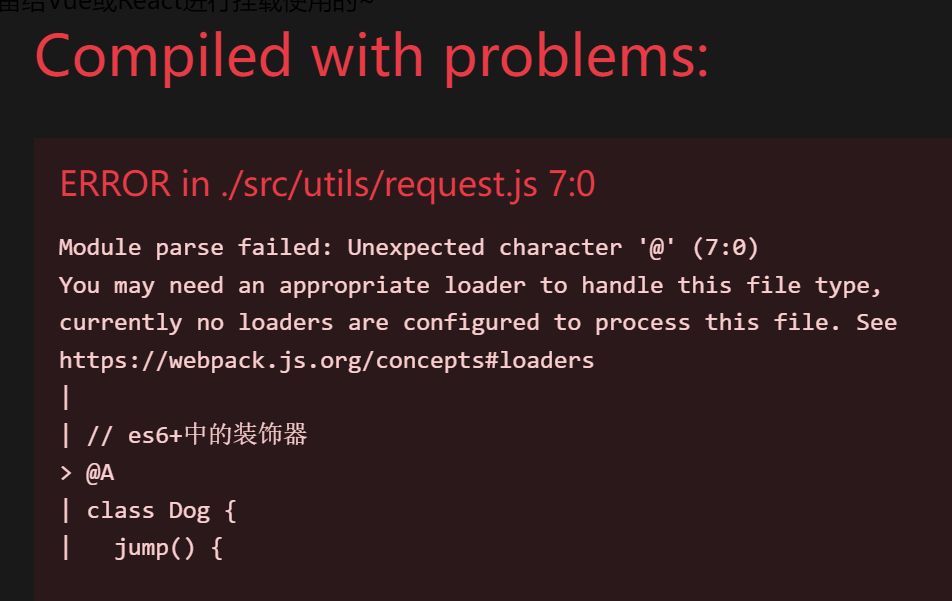 留给Vue或React进行挂载使用的~
Compiled with problems:
ERROR in ./src/utils/request.js 7:0
Module parse failed: Unexpected character '@' (7:0)
You may need an appropriate loader to handle this file type,
currently no loaders are configured to process this file. See
https://webpack.js.org/concepts#loaders
|
| // es6+中的装饰器
> @A
| class Dog {
|   jump() {